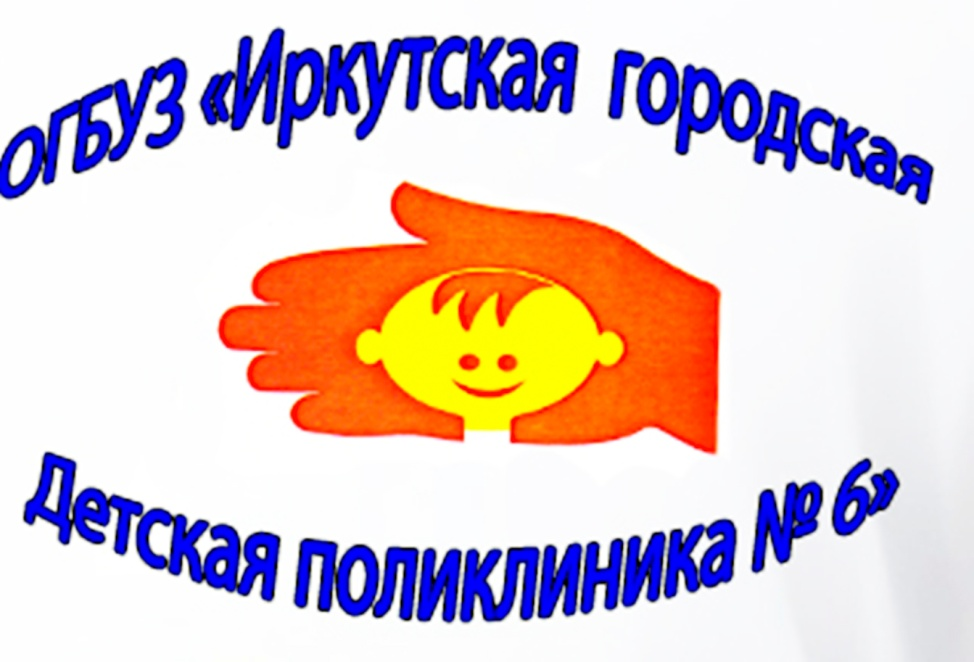 ОГБУЗ «Иркутская городская
Детская поликлиника № 6»